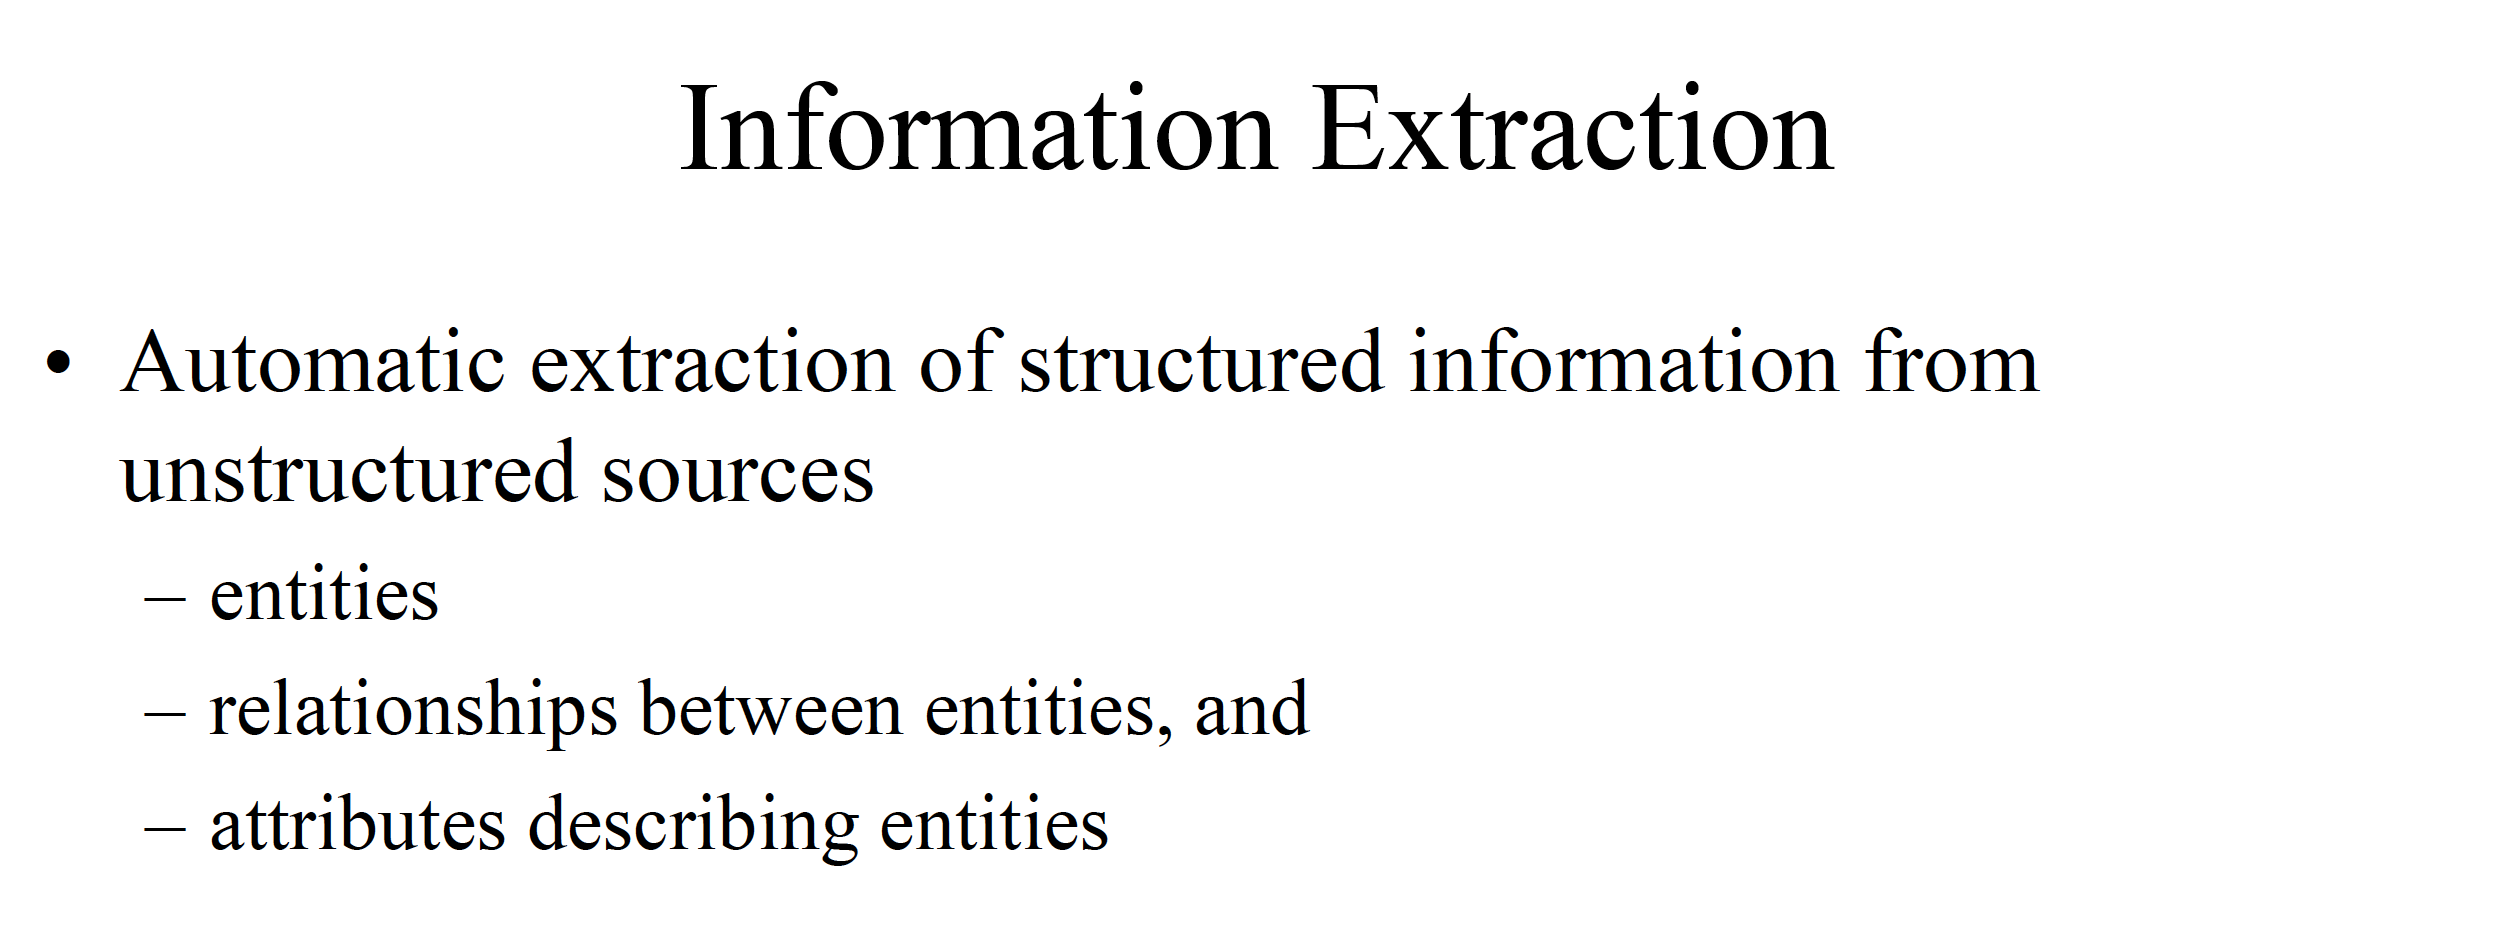 Information Extraction
• Automatic extraction of structured information from
unstructured sources
– entities
– relationships between entities, and
– attributes describing entities